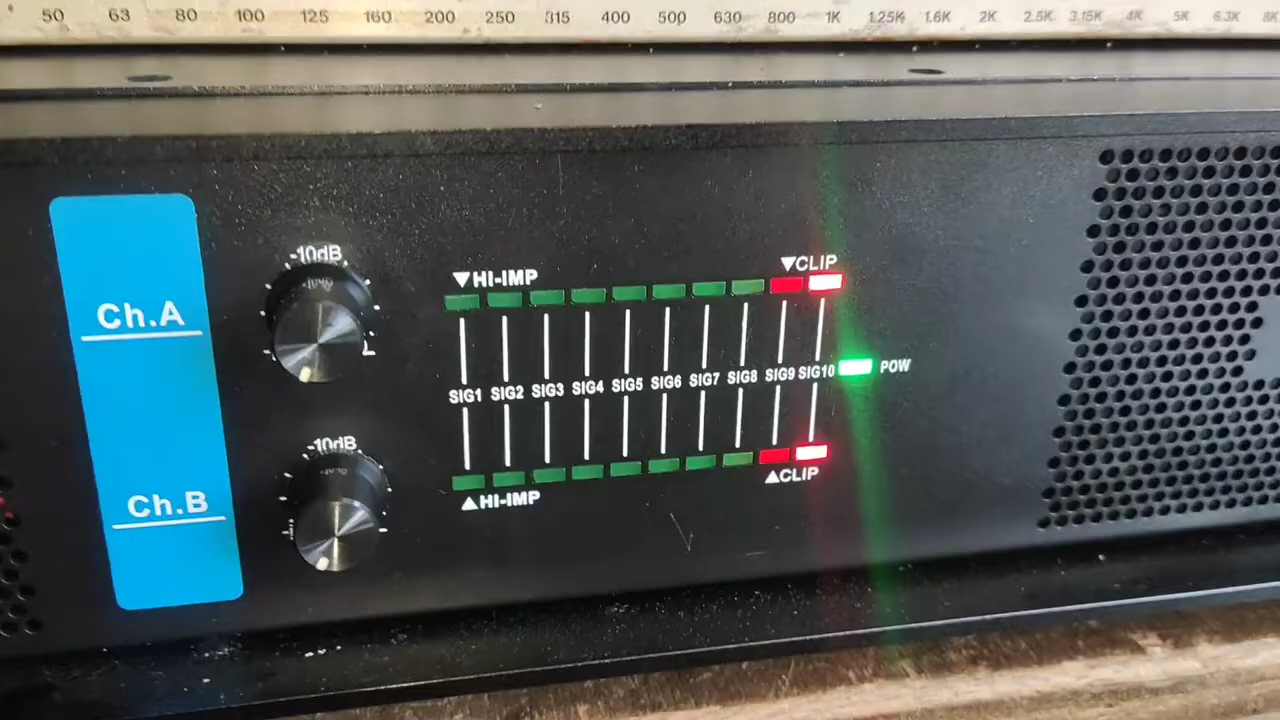 50 63 80 100 125 160 200 250 315 400 500 630 800 1K 1.25K 1.6K 2K 2.5K 3.15K 4K 5K 6.3K 8K
-10dB
▼HI-IMP
▼CLIP
Ch.A
SIG1 SIG2 SIG3 SIG4 SIG5 SIG6 SIG7 SIG8 SIG9 SIG10
POW
-10dB
▲HI-IMP
▲CLIP
Ch.B